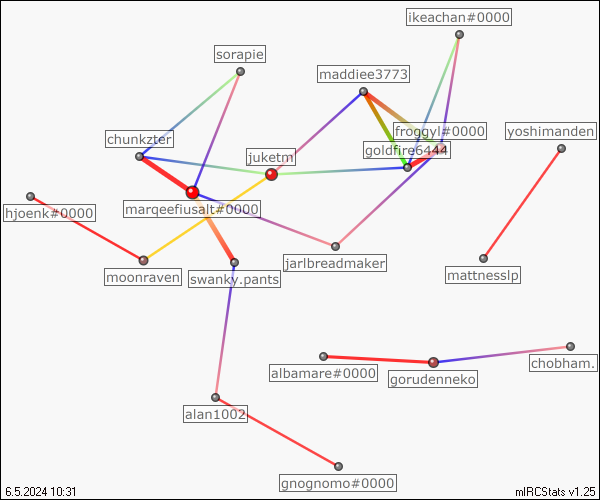 ikeachan#0000
sorapie
maddiee3773
froggyl#0000
yoshimanden
chunkzter
goldfire6444
juketm
marqeefiusalt#0000
hjoenk#0000
jarlbreadmaker
moonraven
swanky.pants
mattnesslp
chobham.
albamare#0000
gorudenneko
alan1002
gnognomo#0000
6.5.2024 10:31
mIRCStats v1.25